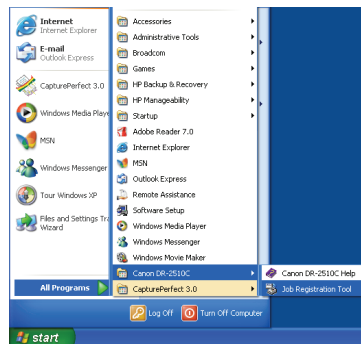 Internet
Internet Explorer
E-mail
Outlook Express
CapturePerfect 3.0
Windows Media Playe
MSN
Windows Messenger
Tour Windows XP
Files and Settings Tra
Wizard
All Programs
Accessories
Administrative Tools
Broadcom
Games
HP Backup & Recovery
HP Manageability
Startup
Adobe Reader 7.0
Internet Explorer
MSN
Outlook Express
Remote Assistance
Software Setup
Windows Media Player
Windows Messenger
Windows Movie Maker
Canon DR-2510C
CapturePerfect 3.0
Canon DR-2510C Help
Job Registration Tool
Log Off
Turn Off Computer
start